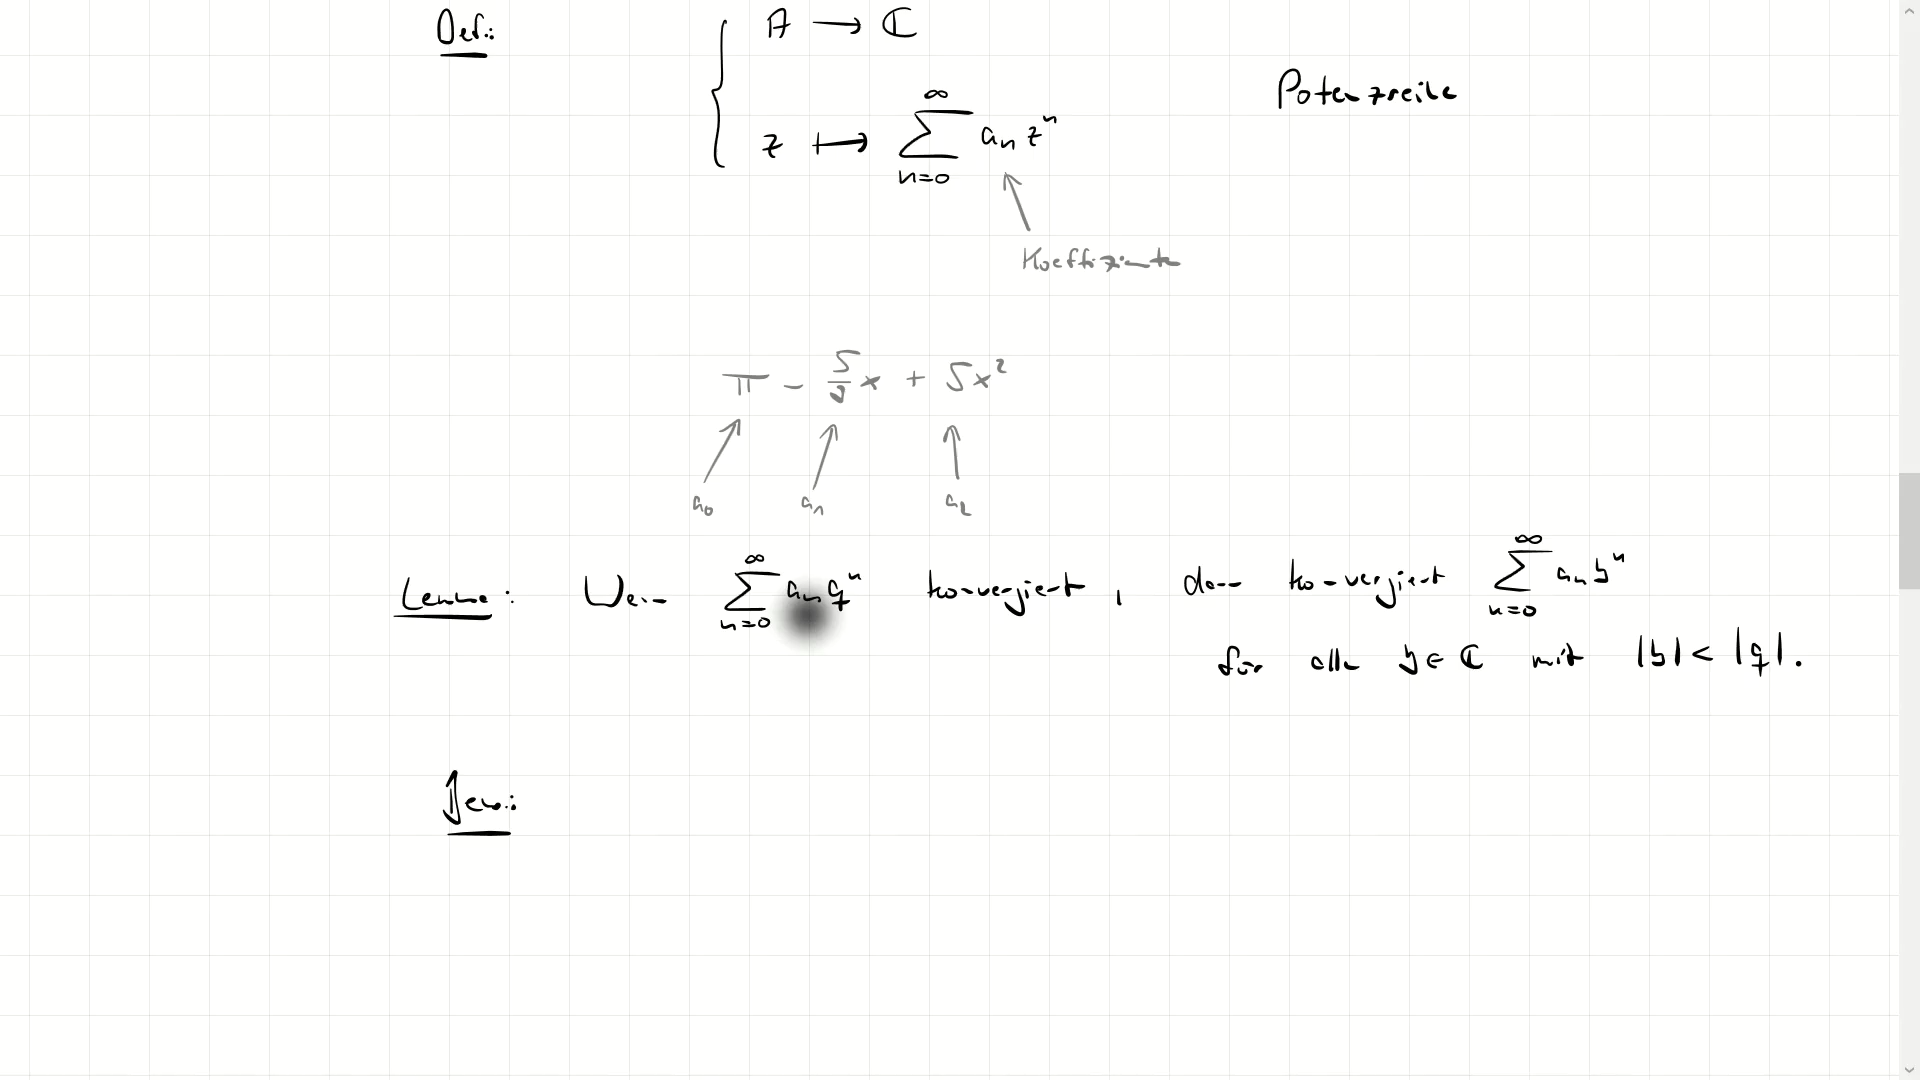 Def.: A → ℂ
z ↦ ∑_{n=0}^{∞} a_n z^n Potenzreihe
Koeffizienten
π - 5/9 x + 5x²
a_0 a_1 a_2
Lemma: Wenn ∑_{n=0}^{∞} a_n q^n konvergiert, dann konvergiert ∑_{n=0}^{∞} a_n b^n
für alle b ∈ ℂ mit |b| < |q|.
Bew.: